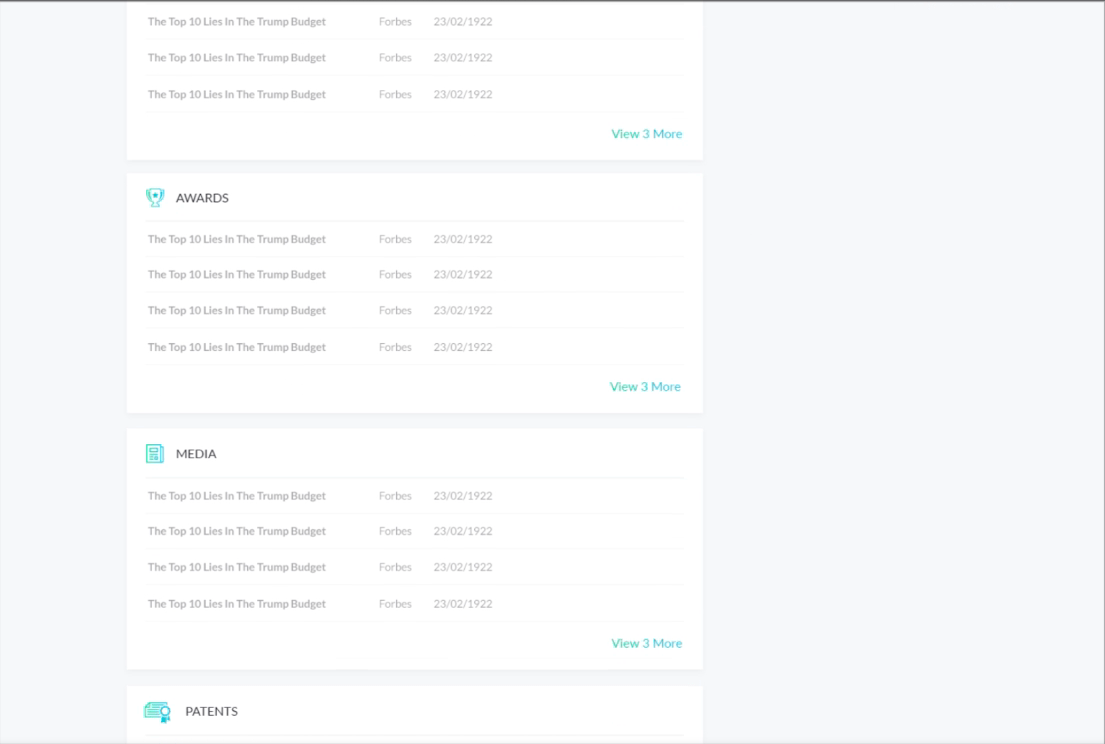 The Top 10 Lies In The Trump Budget Forbes 23/02/1922
The Top 10 Lies In The Trump Budget Forbes 23/02/1922
The Top 10 Lies In The Trump Budget Forbes 23/02/1922
View 3 More
AWARDS
The Top 10 Lies In The Trump Budget Forbes 23/02/1922
The Top 10 Lies In The Trump Budget Forbes 23/02/1922
The Top 10 Lies In The Trump Budget Forbes 23/02/1922
The Top 10 Lies In The Trump Budget Forbes 23/02/1922
View 3 More
MEDIA
The Top 10 Lies In The Trump Budget Forbes 23/02/1922
The Top 10 Lies In The Trump Budget Forbes 23/02/1922
The Top 10 Lies In The Trump Budget Forbes 23/02/1922
The Top 10 Lies In The Trump Budget Forbes 23/02/1922
View 3 More
PATENTS